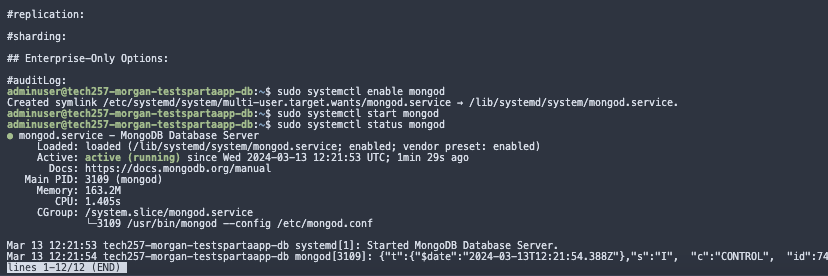 #replication:
#sharding:
## Enterprise-Only Options:
#auditLog:
adminuser@tech257-morgan-testspartaapp-db:~$ sudo systemctl enable mongod
Created symlink /etc/systemd/system/multi-user.target.wants/mongod.service → /lib/systemd/system/mongod.service.
adminuser@tech257-morgan-testspartaapp-db:~$ sudo systemctl start mongod
adminuser@tech257-morgan-testspartaapp-db:~$ sudo systemctl status mongod
● mongod.service - MongoDB Database Server
     Loaded: loaded (/lib/systemd/system/mongod.service; enabled; vendor preset: enabled)
     Active: active (running) since Wed 2024-03-13 12:21:53 UTC; 1min 29s ago
       Docs: https://docs.mongodb.org/manual
   Main PID: 3109 (mongod)
     Memory: 163.2M
        CPU: 1.405s
     CGroup: /system.slice/mongod.service
             └─3109 /usr/bin/mongod --config /etc/mongod.conf
Mar 13 12:21:53 tech257-morgan-testspartaapp-db systemd[1]: Started MongoDB Database Server.
Mar 13 12:21:54 tech257-morgan-testspartaapp-db mongod[3109]: {"t":{"$date":"2024-03-13T12:21:54.388Z"},"s":"I",  "c":"CONTROL",  "id":74
lines 1-12/12 (END)